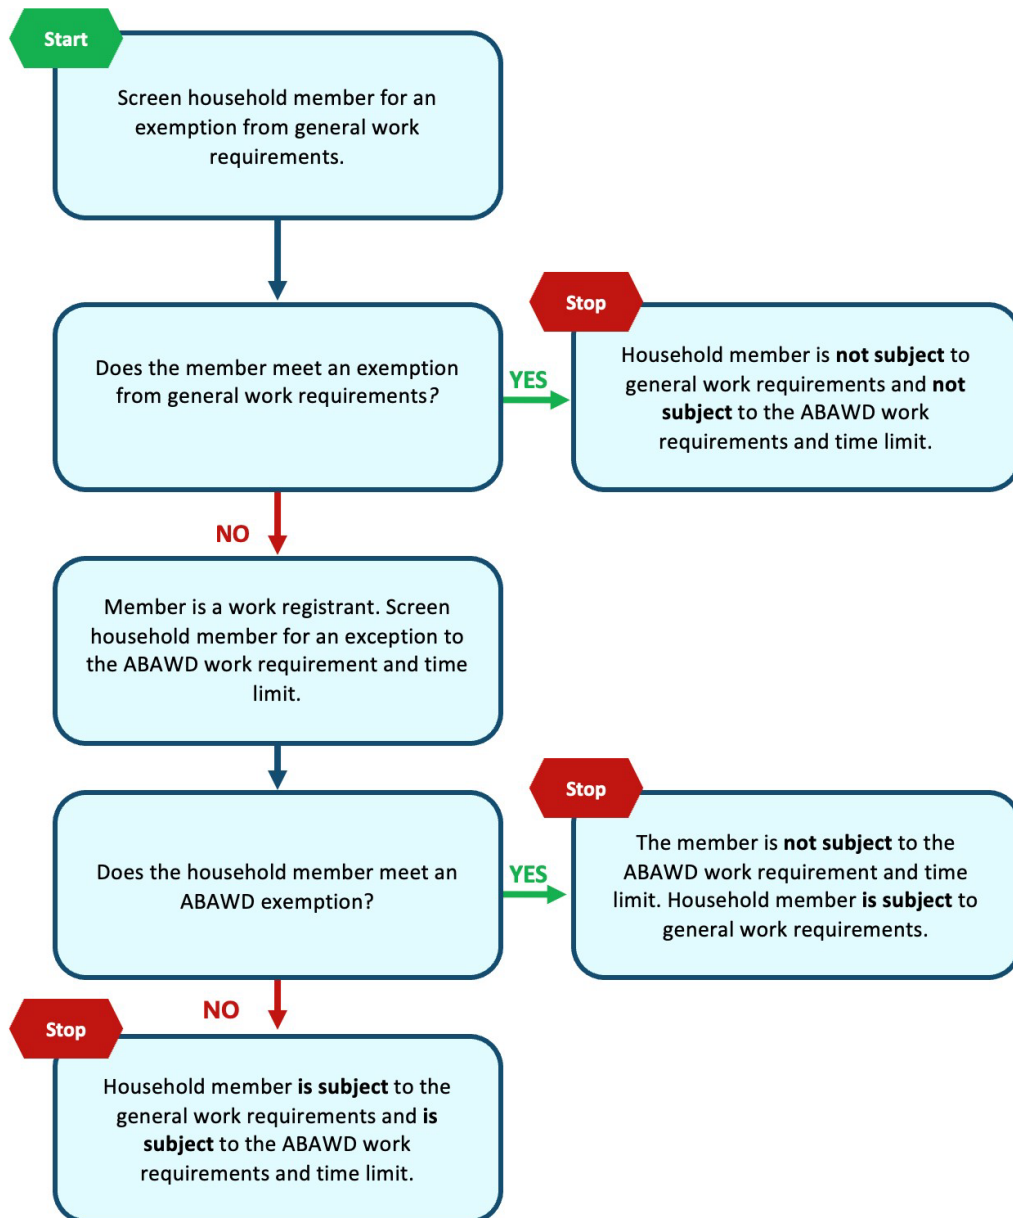 Start
Screen household member for an
exemption from general work
requirements.
Does the member meet an exemption
from general work requirements?
YES
Stop
Household member is not subject to
general work requirements and not
subject to the ABAWD work
requirements and time limit.
NO
Member is a work registrant. Screen
household member for an exception to
the ABAWD work requirement and time
limit.
Does the household member meet an
ABAWD exemption?
YES
Stop
The member is not subject to the
ABAWD work requirement and time
limit. Household member is subject to
general work requirements.
NO
Stop
Household member is subject to the
general work requirements and is
subject to the ABAWD work
requirements and time limit.